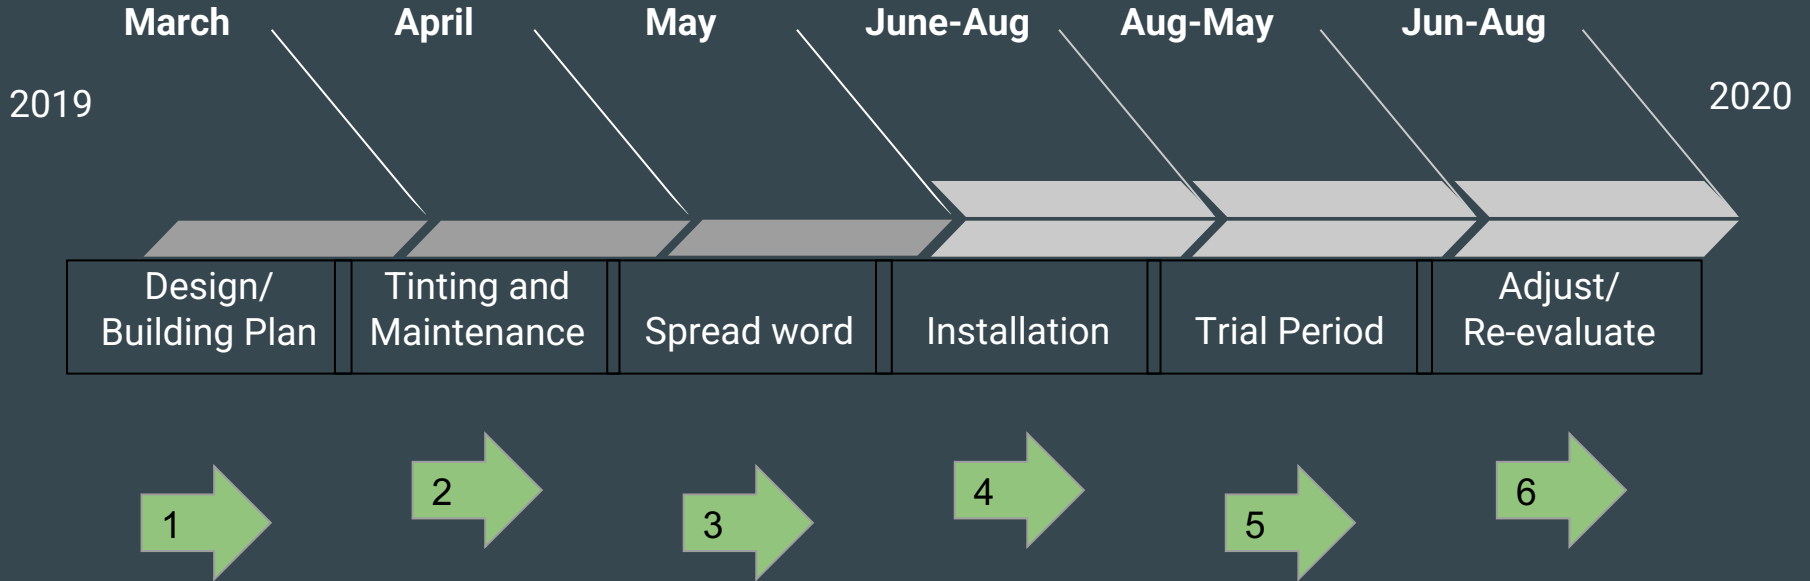 March
April
May
June-Aug
Aug-May
Jun-Aug
2019
2020
Design/
Building Plan
Tinting and
Maintenance
Spread word
Installation
Trial Period
Adjust/
Re-evaluate
1
2
3
4
5
6